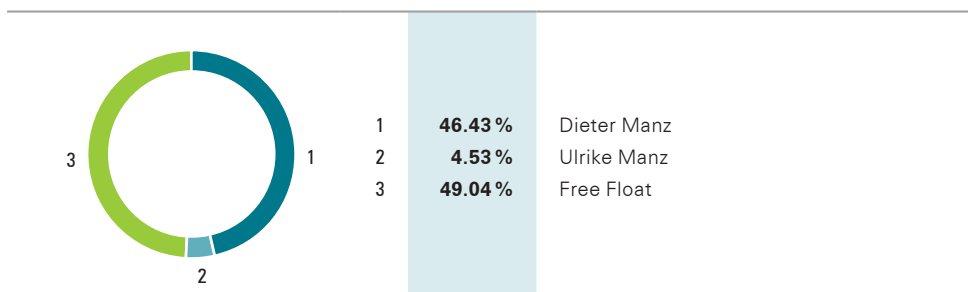 1 46.43 % Dieter Manz
2 4.53 % Ulrike Manz
3 49.04 % Free Float
3
1
2